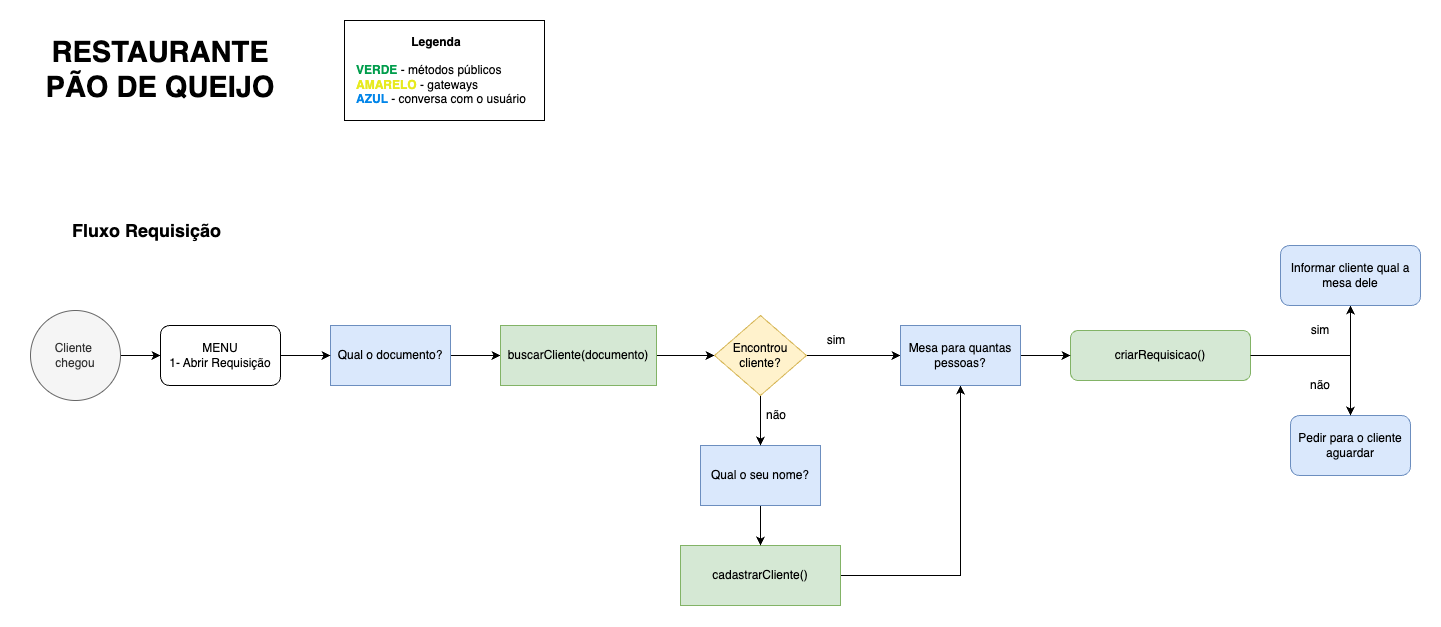 RESTAURANTE
PÃO DE QUEIJO
Legenda
VERDE - métodos públicos
AMARELO - gateways
AZUL - conversa com o usuário
Fluxo Requisição
Cliente
chegou
MENU
1- Abrir Requisição
Qual o documento?
buscarCliente(documento)
Encontrou
cliente?
sim
não
Qual o seu nome?
cadastrarCliente()
Mesa para quantas
pessoas?
criarRequisicao()
sim
Informar cliente qual a
mesa dele
não
Pedir para o cliente
aguardar